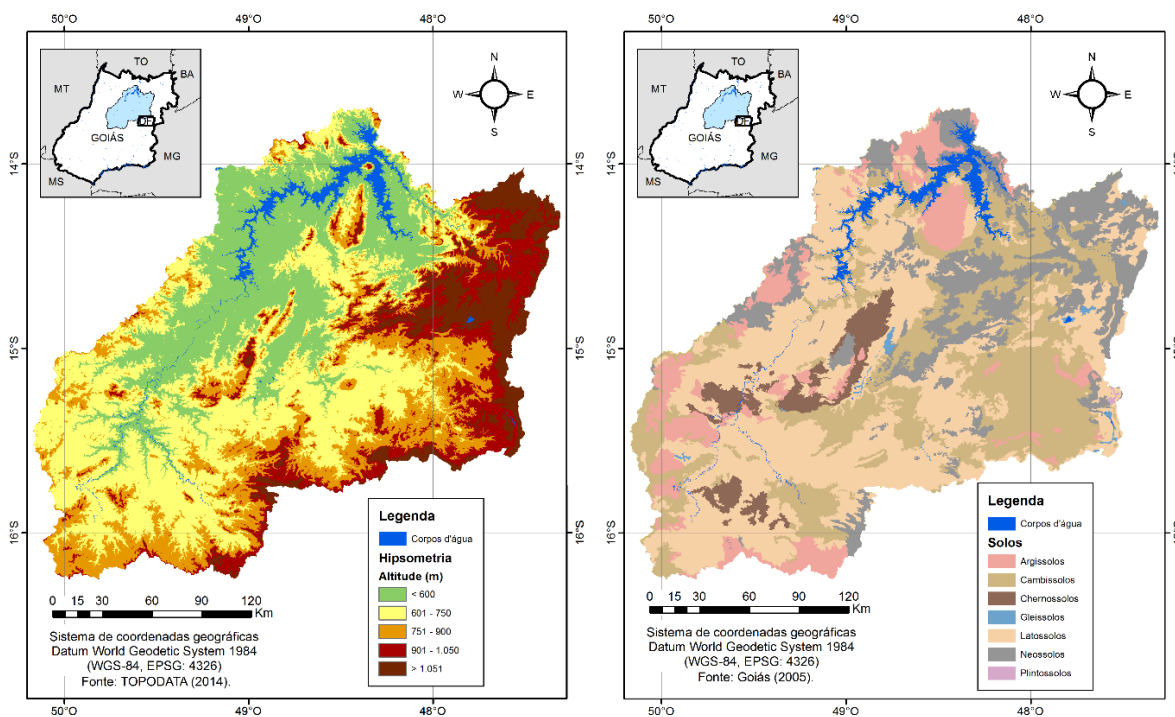 50°O 49°O 48°O
TO
BA
MT
DF
GOIÁS
MG
MS
N
W E
S
14°S
15°S
16°S
Legenda
Corpos d'água
Hipsometria
Altitude (m)
< 600
601 - 750
751 - 900
901 - 1.050
> 1.051
0 15 30 60 90 120
Km
Sistema de coordenadas geográficas
Datum World Geodetic System 1984
(WGS-84, EPSG: 4326)
Fonte: TOPODATA (2014).
50°O 49°O 48°O
50°O 49°O 48°O
TO
BA
MT
DF
GOIÁS
MG
MS
N
W E
S
14°S
15°S
16°S
Legenda
Corpos d'água
Solos
Argissolos
Cambissolos
Chernossolos
Gleissolos
Latossolos
Neossolos
Plintossolos
0 15 30 60 90 120
Km
Sistema de coordenadas geográficas
Datum World Geodetic System 1984
(WGS-84, EPSG: 4326)
Fonte: Goiás (2005).
50°O 49°O 48°O